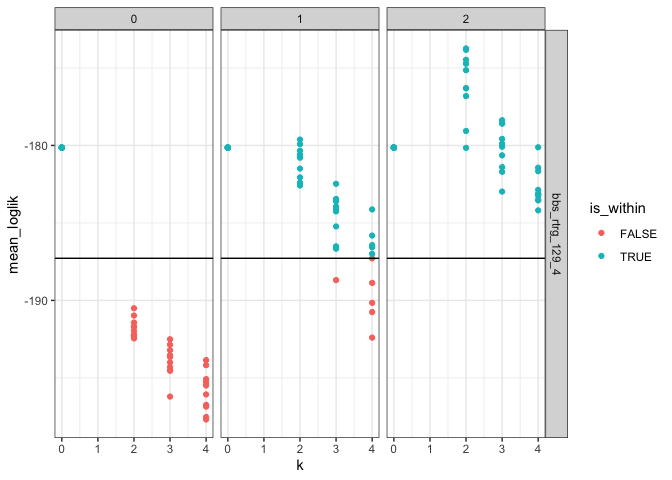 0 1 2
-180
-190
mean_loglik
bbs_rtrg_129_4
is_within
FALSE
TRUE
0 1 2 3 4 0 1 2 3 4 0 1 2 3 4
k